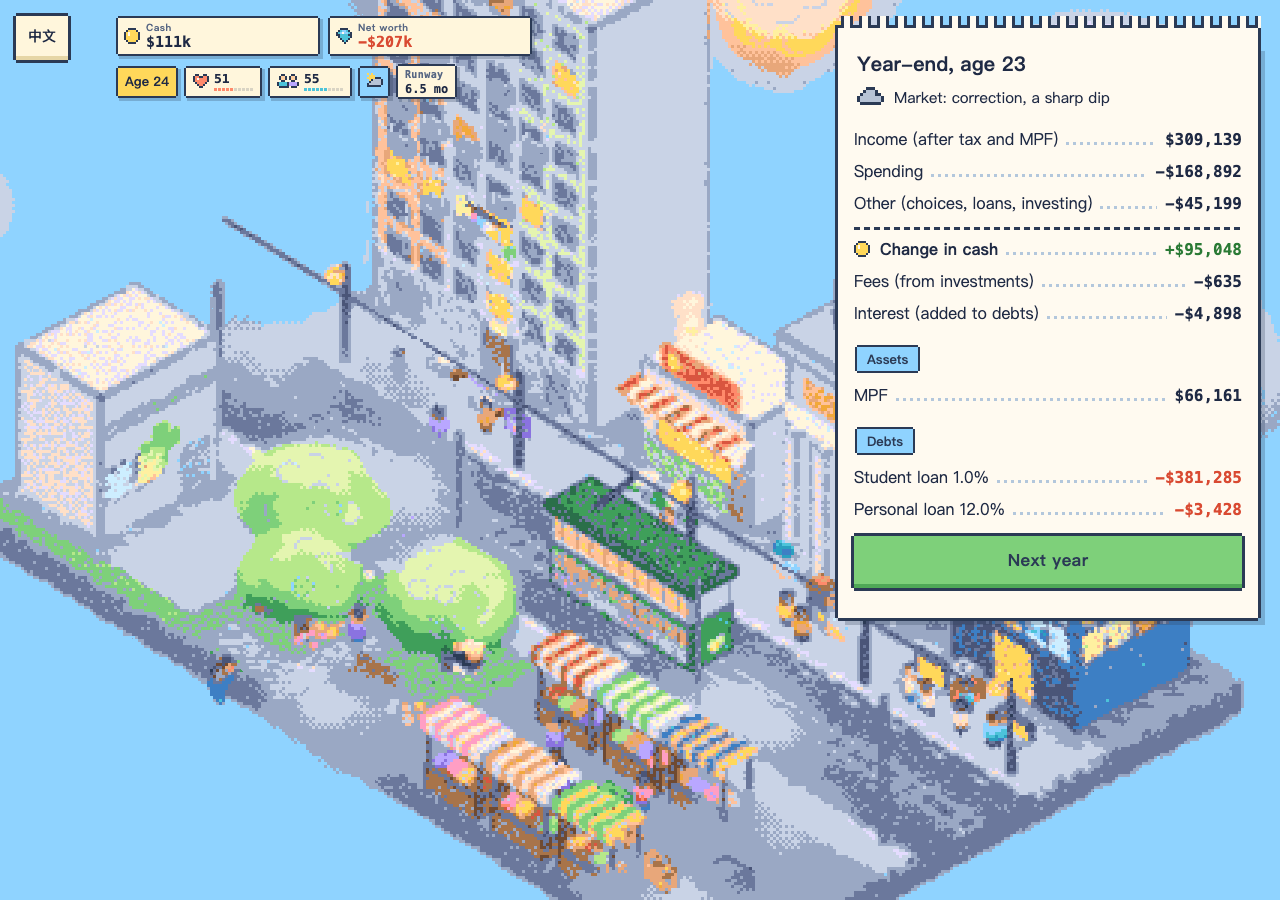 中文
Cash
$111k
Net worth
−$207k
Age 24
51
55
Runway
6.5 mo
Year-end, age 23
Market: correction, a sharp dip
Income (after tax and MPF) $309,139
Spending −$168,892
Other (choices, loans, investing) −$45,199
Change in cash +$95,048
Fees (from investments) −$635
Interest (added to debts) −$4,898
Assets
MPF $66,161
Debts
Student loan 1.0% −$381,285
Personal loan 12.0% −$3,428
Next year